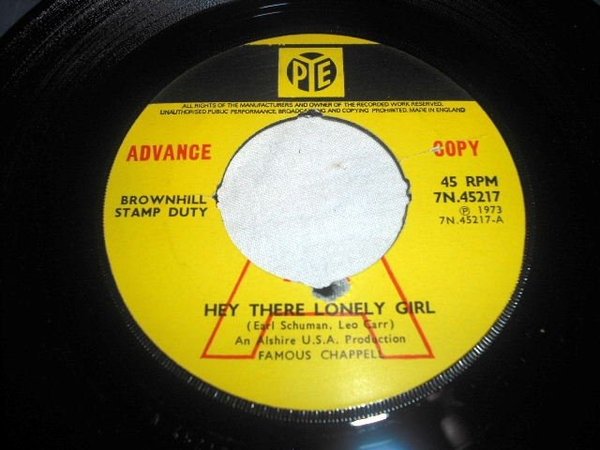 PYE
ALL RIGHTS OF THE MANUFACTURERS AND OWNER OF THE RECORDED WORK RESERVED.
UNAUTHORISED PUBLIC PERFORMANCE, BROADCASTING AND COPYING PROHIBITED. MADE IN ENGLAND
ADVANCE COPY
BROWNHILL
STAMP DUTY
45 RPM
7N.45217
℗ 1973
7N.45217-A
HEY THERE LONELY GIRL
(Earl Schuman, Leo Carr)
An Alshire U.S.A. Production
FAMOUS CHAPPELL